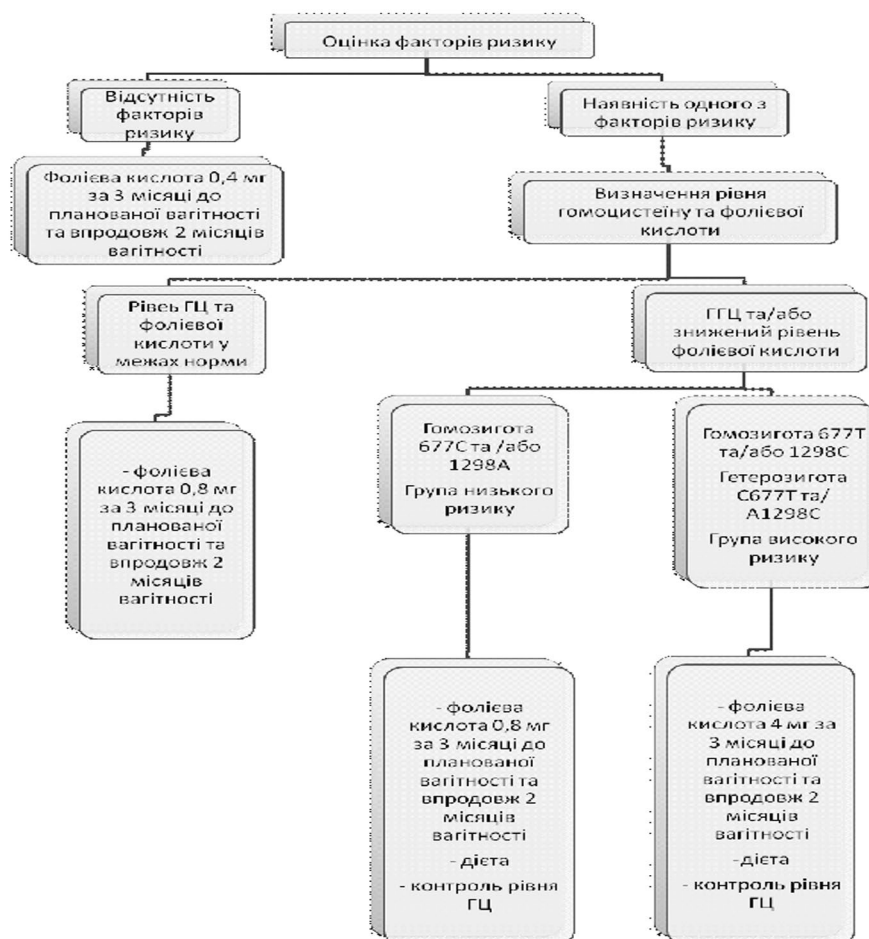 Оцінка факторів ризику
Відсутність
факторів
ризику
Наявність одного з
факторів ризику
Фолієва кислота 0,4 мг
за 3 місяці до
планованої вагітності
та впродовж 2 місяців
вагітності
Визначення рівня
гомоцистеїну та фолієвої
кислоти
Рівеь ГЦ та
фолієвої
кислоти у
межах норми
ГГЦ та/або
знижений рівень
фолієвої кислоти
- фолієва
кислота 0,8 мг
за 3 місяці до
планованої
вагітності та
впродовж 2
місяців
вагітності
Гомозигота
677С та /або
1298А
Група низького
ризику
Гомозигота 677Т
та/або 1298С
Гетерозигота
С677Т та/
А1298С
Група високого
ризику
- фолієва
кислота 0,8 мг
за 3 місяці до
планованої
вагітності та
впродовж 2
місяців
вагітності
- дієта
- контроль рівня
ГЦ
- фолієва
кислота 4 мг за
3 місяці до
планованої
вагітності та
впродовж 2
місяців
вагітності
-дієта
- контроль рівня
ГЦ